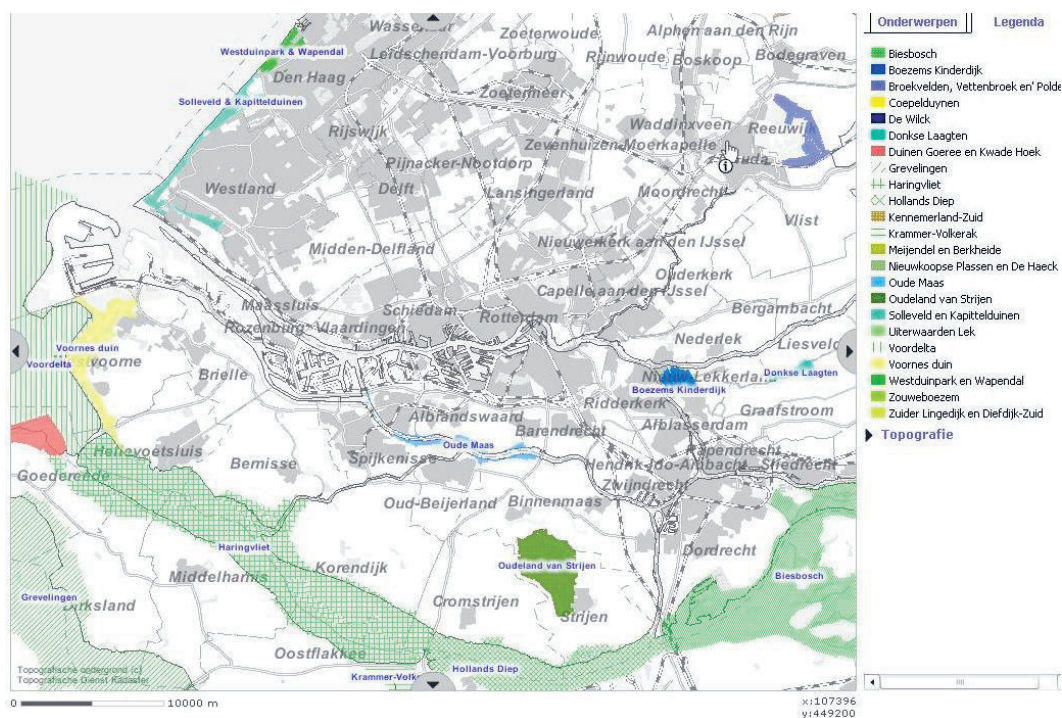 Onderwerpen
Legenda
Biesbosch
Boezems Kinderdijk
Broekvelden, Vettenbroek en' Polde
Coepelduynen
De Wilck
Donkse Laagten
Duinen Goeree en Kwade Hoek
Grevelingen
Haringvliet
Hollands Diep
Kennemerland-Zuid
Krammer-Volkerak
Meijendel en Berkheide
Nieuwkoopse Plassen en De Haeck
Oude Maas
Oudeland van Strijen
Solleveld en Kapittelduinen
Uiterwaarden Lek
Voordelta
Voornes duin
Westduinpark en Wapendal
Zouweboezem
Zuider Lingedijk en Diefdijk-Zuid
Topografie
Zoeterwoude
Alphen aan den Rijn
Westduinpark & Wapendal
Leidschendam-Voorburg
Rijnwoude
Boskoop
Bodegraven
Den Haag
Zoetermeer
Solleveld & Kapittelduinen
Rijswijk
Waddinxveen
Reeuwijk
Zevenhuizen-Moerkapelle
Pijnacker-Nootdorp
Westland
Delft
Lansingerland
Moordrecht
Vlist
Midden-Delfland
Nieuwerkerk aan den IJssel
Ouderkerk
Capelle aan den IJssel
Maassluis
Schiedam
Bergambacht
Rozenburg
Vlaardingen
Rotterdam
Voornes duin
Nederlek
Liesveld
Voordelta
Brielle
Donkse Laagten
Boezems Kinderdijk
Ridderkerk
Graafstroom
Albrandswaard
Alblasserdam
Barendrecht
Oude Maas
Hellevoetsluis
Bernisse
Spijkenisse
Hendrik-Ido-Ambacht
Goedereede
Zwijndrecht
Oud-Beijerland
Binnenmaas
Haringvliet
Dordrecht
Korendijk
Oudeland van Strijen
Middelharnis
Biesbosch
Grevelingen
Dirksland
Cromstrijen
Strijen
Oostflakkee
Hollands Diep
Krammer-Volk
Topografische ondergrond (c)
Topografische Dienst Kadaster
0
10000 m
x:107396
y:449200